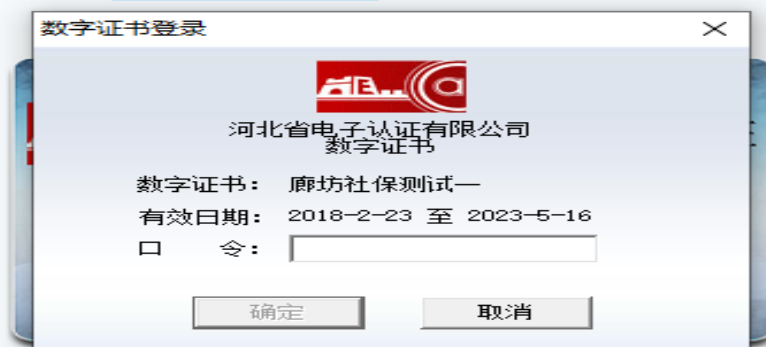 数字证书登录
河北省电子认证有限公司
数字证书
数字证书： 廊坊社保测试一
有效日期： 2018-2-23 至 2023-5-16
口 令：
确定 取消